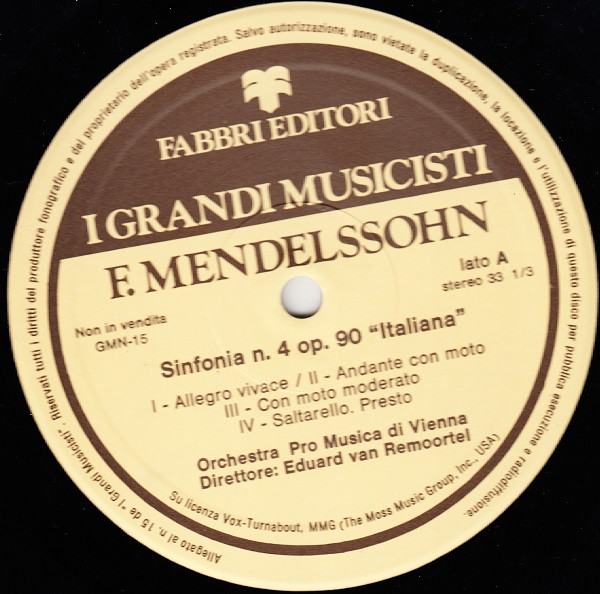 FABBRI EDITORI
I GRANDI MUSICISTI
F. MENDELSSOHN
lato A
stereo 33 1/3
Non in vendita
GMN-15
Sinfonia n. 4 op. 90 "Italiana"
I - Allegro vivace / II - Andante con moto
III - Con moto moderato
IV - Saltarello. Presto
Orchestra Pro Musica di Vienna
Direttore: Eduard van Remoortel
Su licenza Vox-Turnabout, MMG (The Moss Music Group, Inc., USA)
Allegato al n. 15 de "I Grandi Musicisti". Riservati tutti i diritti del produttore fonografico e del proprietario dell'opera registrata. Salvo autorizzazione, sono vietate la duplicazione, la locazione e l'utilizzazione di questo disco per pubblica esecuzione e radiodiffusione.